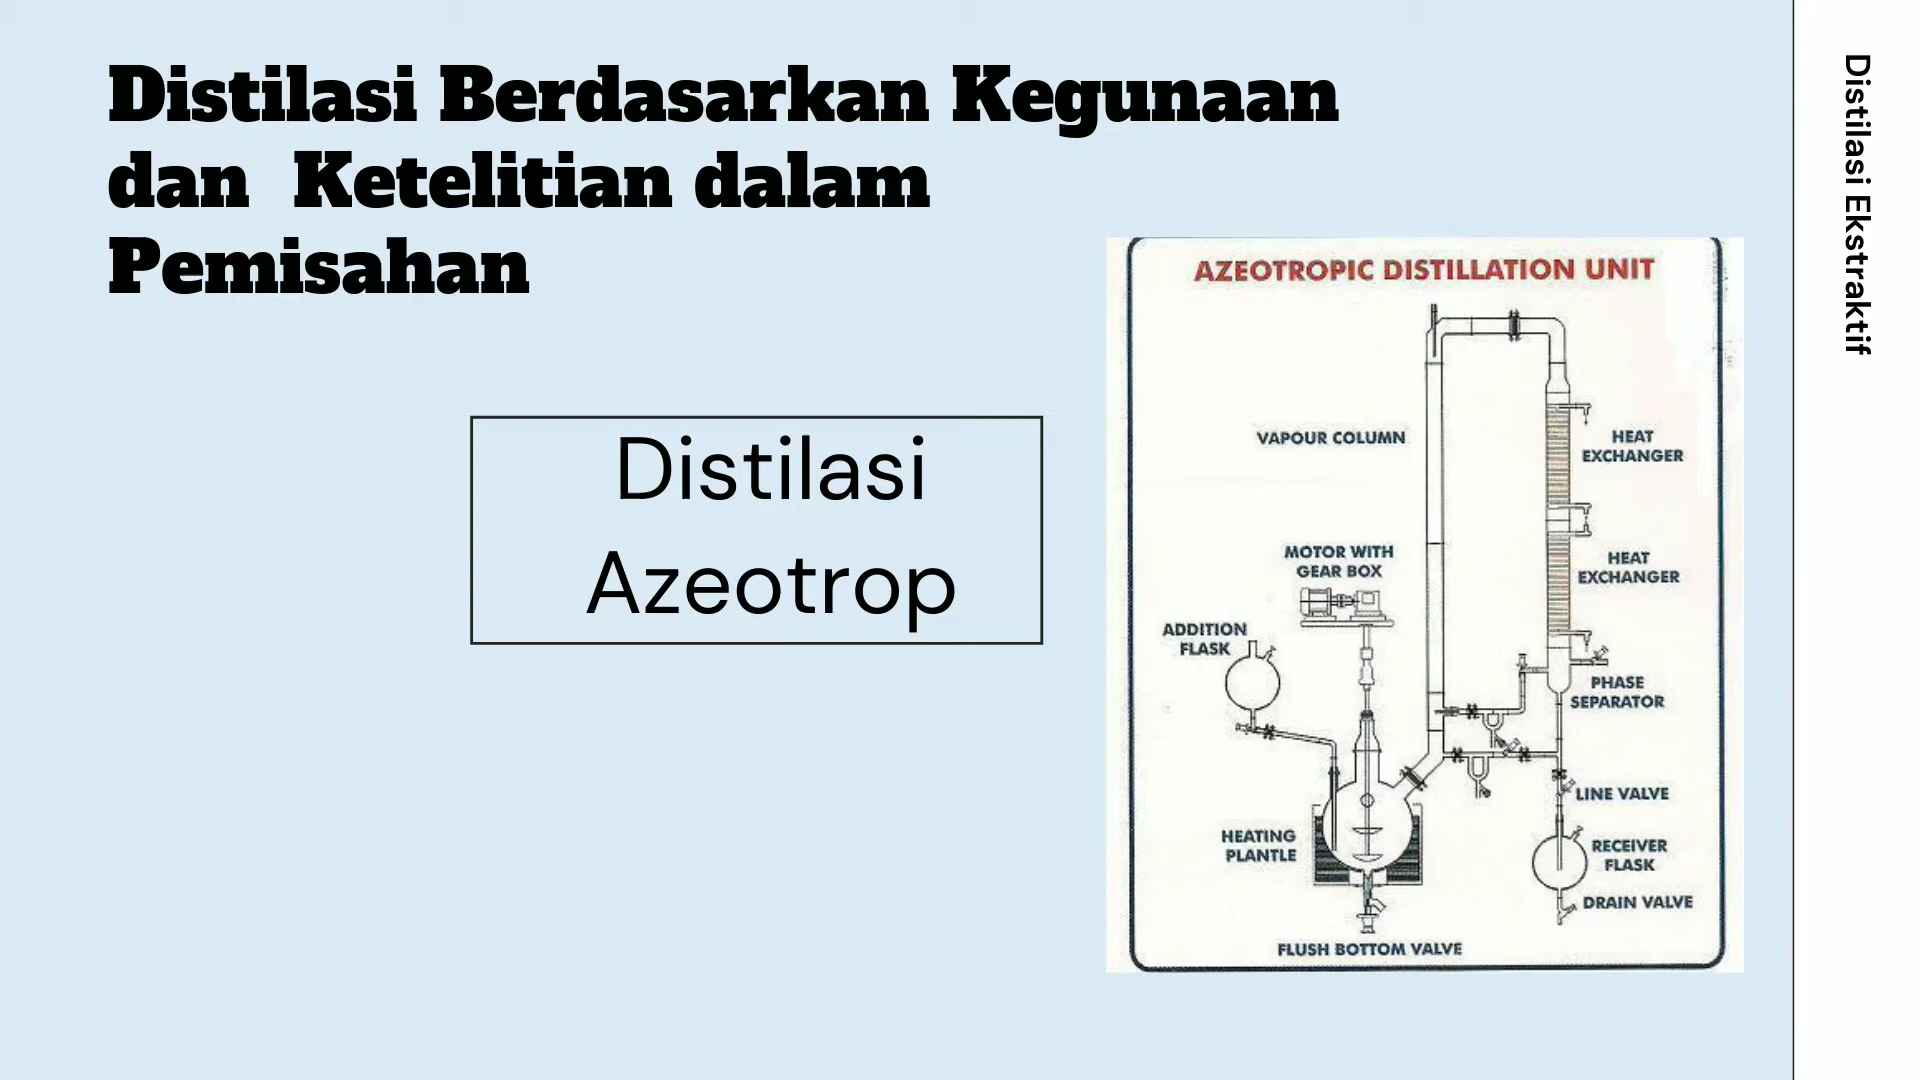 Distilasi Berdasarkan Kegunaan
dan Ketelitian dalam
Pemisahan
Distilasi
Azeotrop
AZEOTROPIC DISTILLATION UNIT
VAPOUR COLUMN
HEAT
EXCHANGER
MOTOR WITH
GEAR BOX
HEAT
EXCHANGER
ADDITION
FLASK
PHASE
SEPARATOR
LINE VALVE
HEATING
PLANTLE
RECEIVER
FLASK
DRAIN VALVE
FLUSH BOTTOM VALVE
Distilasi Ekstraktif